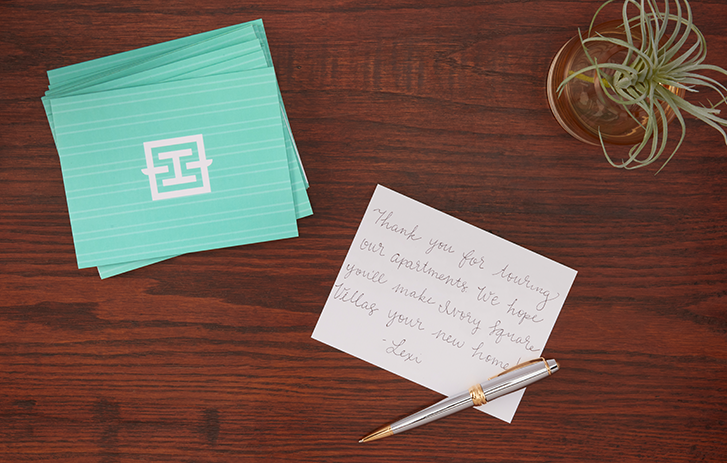 Thank you for touring
our apartments We hope
you'll make Ivory Square
Villas your new home!
-Lexi